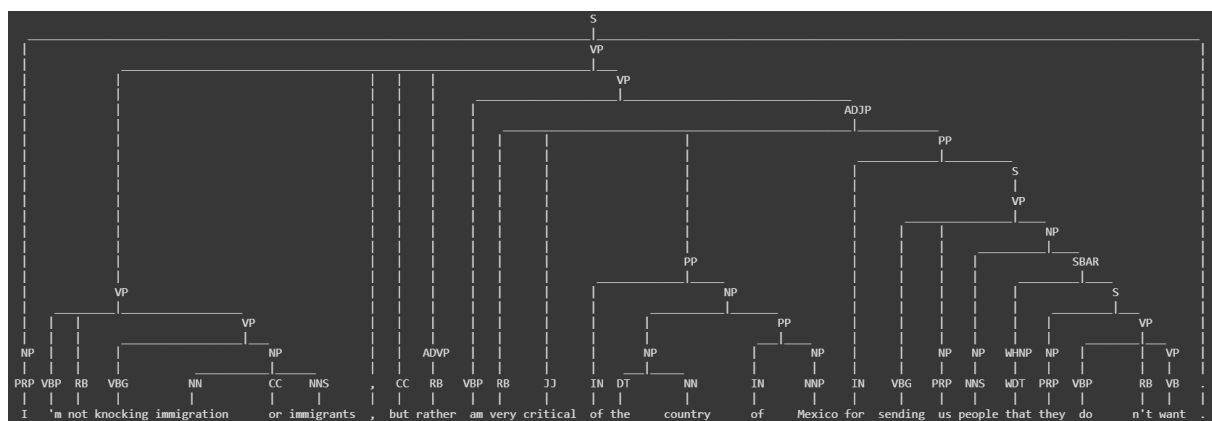 S
VP
VP
ADJP
PP
S
VP
NP
PP SBAR
VP NP S
VP PP VP
NP NP ADVP NP NP NP NP WHNP NP VP
PRP VBP RB VBG NN CC NNS , CC RB VBP RB JJ IN DT NN IN NNP IN VBG PRP NNS WDT PRP VBP RB VB .
I 'm not knocking immigration or immigrants , but rather am very critical of the country of Mexico for sending us people that they do n't want .